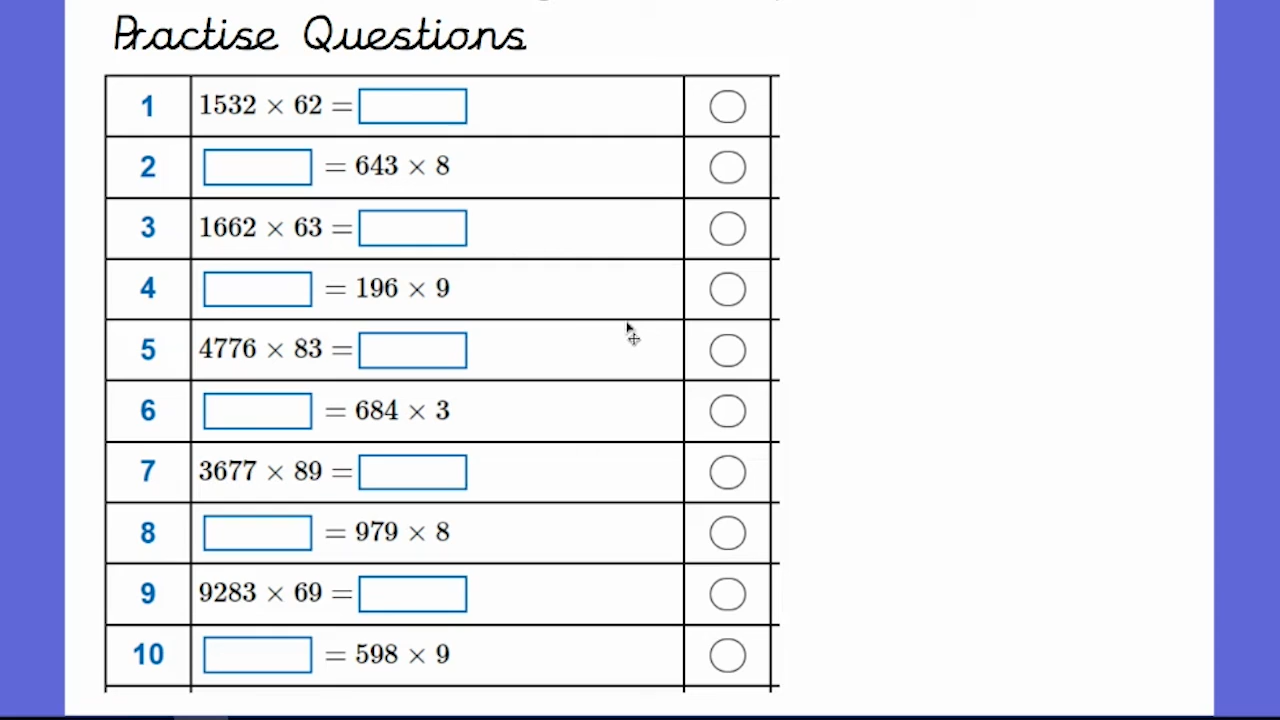 Practise Questions
1 1532 × 62 =
2 = 643 × 8
3 1662 × 63 =
4 = 196 × 9
5 4776 × 83 =
6 = 684 × 3
7 3677 × 89 =
8 = 979 × 8
9 9283 × 69 =
10 = 598 × 9